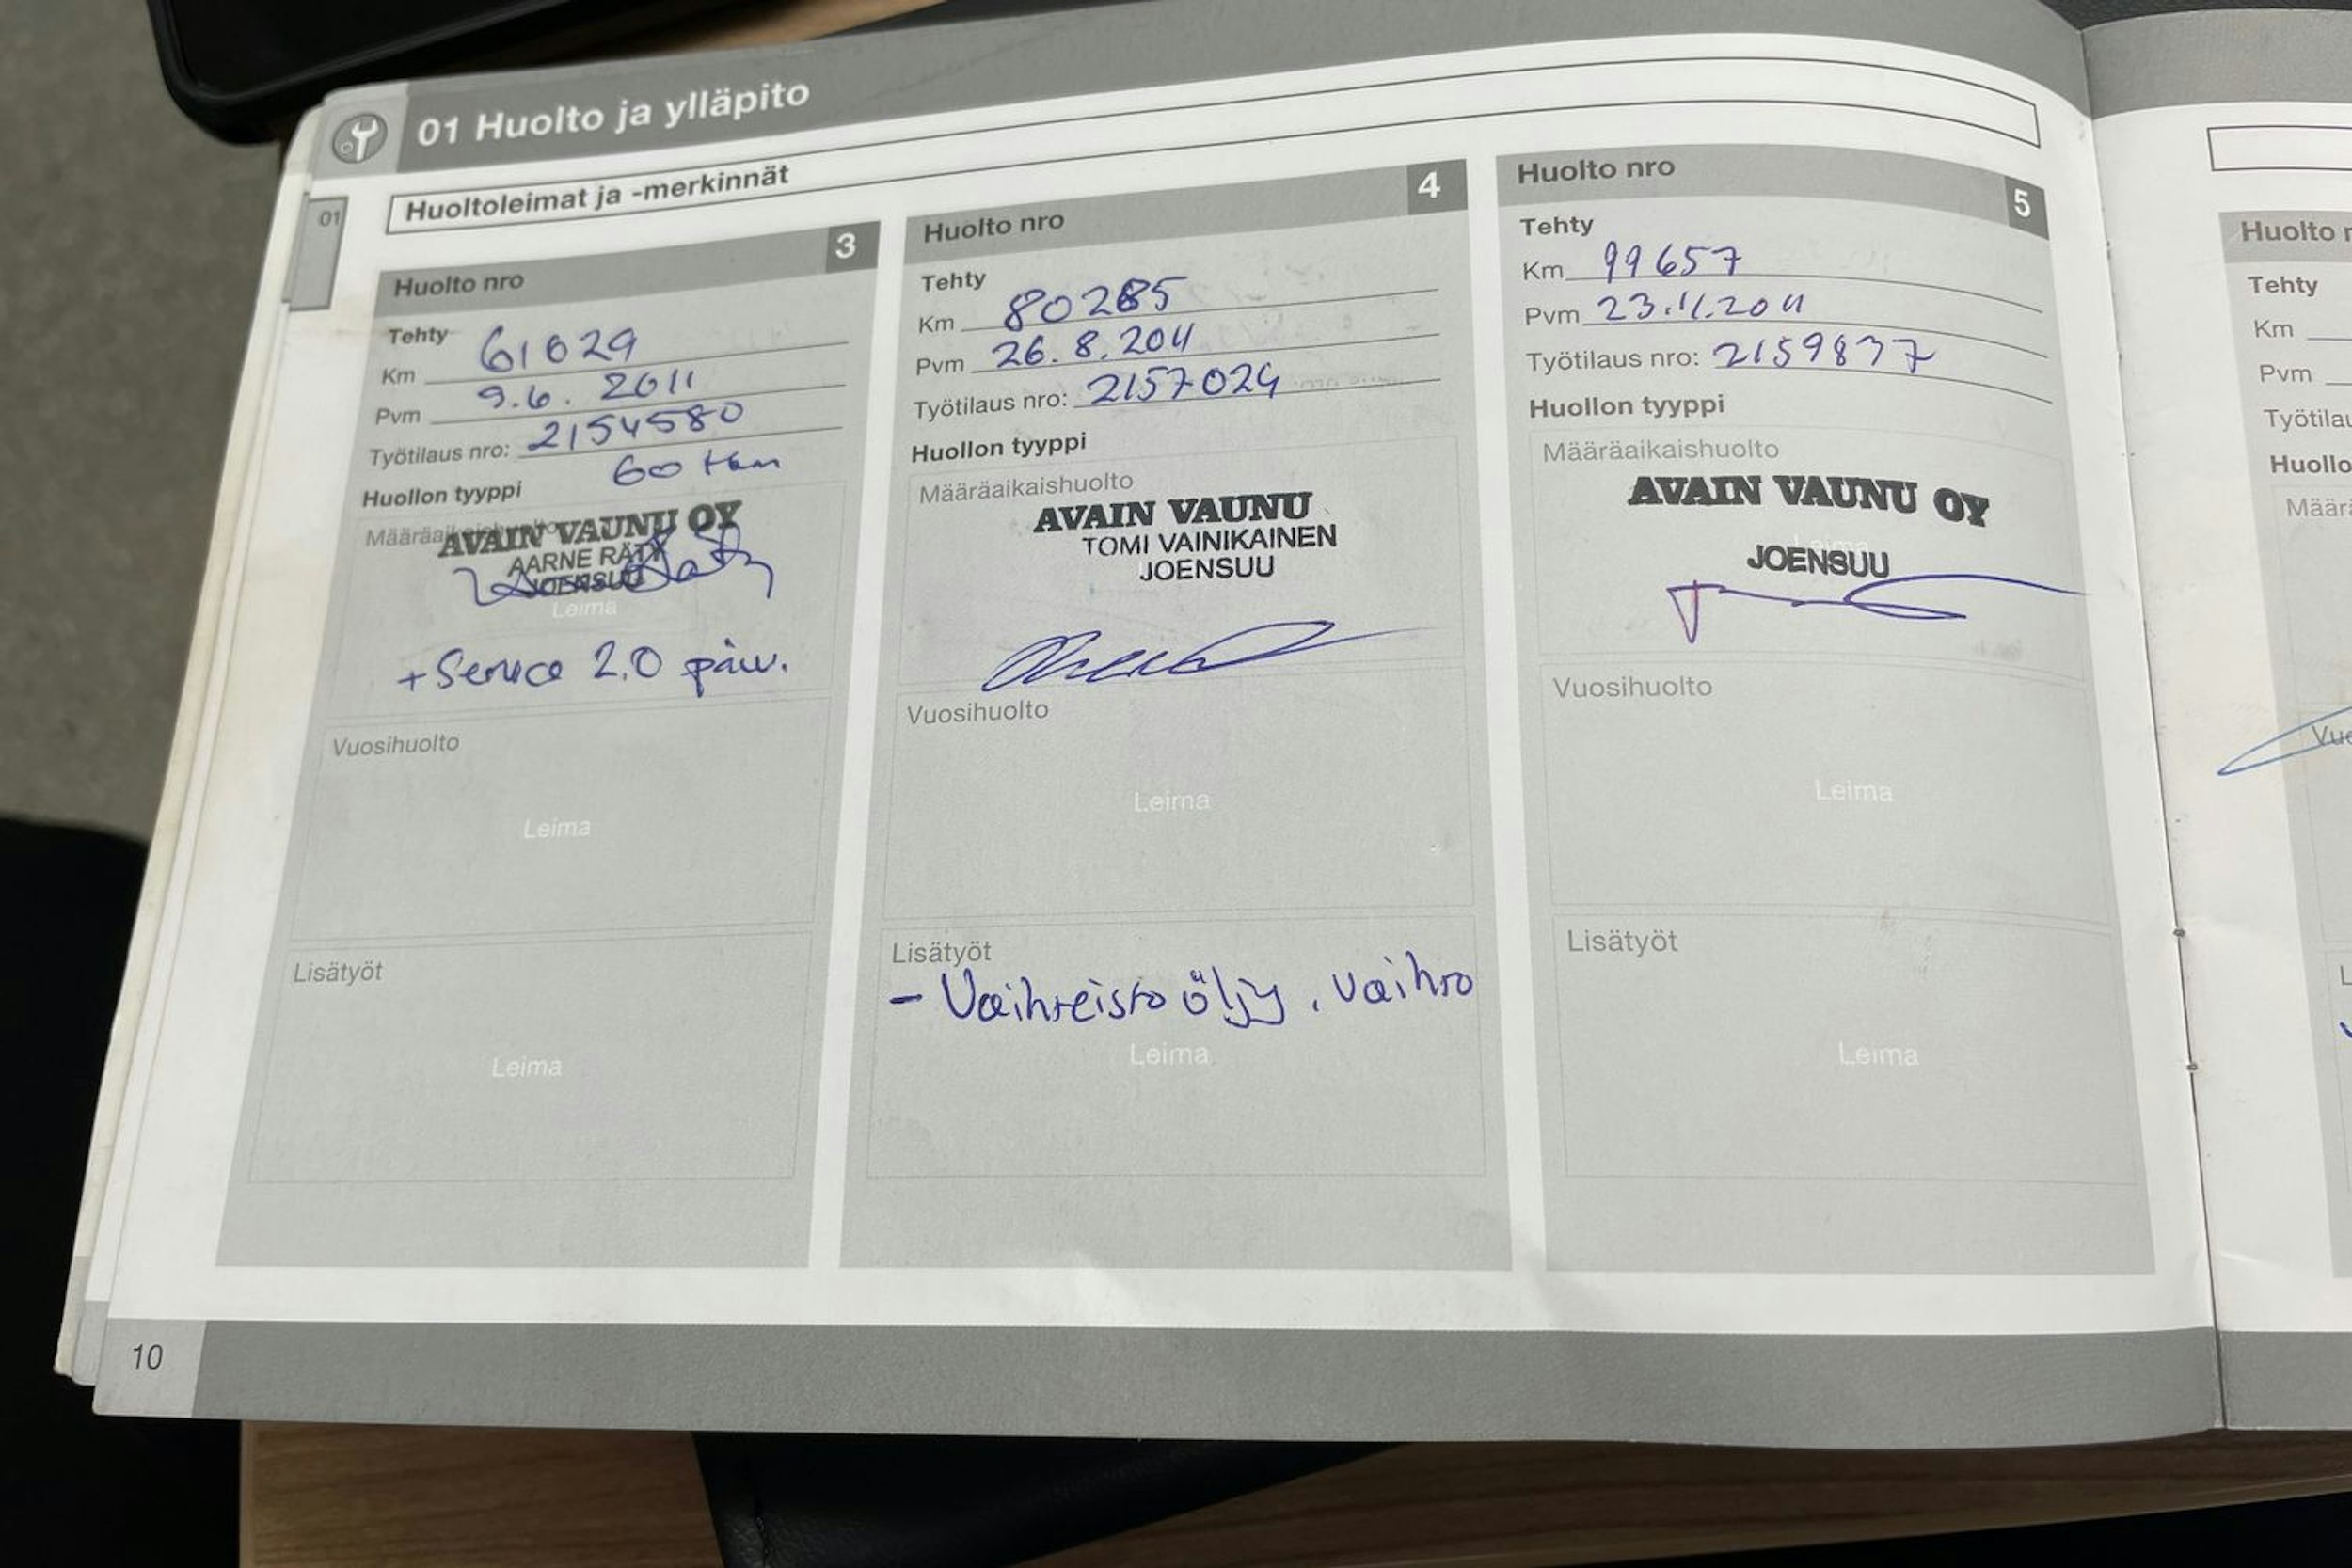 01 Huolto ja ylläpito
01
Huoltoleimat ja -merkinnät
Huolto nro 3
Tehty
Km 61029
Pvm 9.6. 2011
Työtilaus nro: 2154580
60 tkm
Huollon tyyppi
Määräaikaishuolto
AVAIN VAUNU OY
AARNE RÄTY
JOENSUU
Leima
+ Service 2.0 päiv.
Vuosihuolto
Leima
Lisätyöt
Leima
Huolto nro 4
Tehty
Km 80285
Pvm 26.8.2011
Työtilaus nro: 2157024
Huollon tyyppi
Määräaikaishuolto
AVAIN VAUNU
TOMI VAINIKAINEN
JOENSUU
Vuosihuolto
Leima
Lisätyöt
- Vaihteisto öljy. vaihto
Leima
Huolto nro 5
Tehty
Km 99657
Pvm 23.11.2011
Työtilaus nro: 2159837
Huollon tyyppi
Määräaikaishuolto
AVAIN VAUNU OY
Leima
JOENSUU
Vuosihuolto
Leima
Lisätyöt
Leima
10
Huolto
Tehty
Km
Pvm